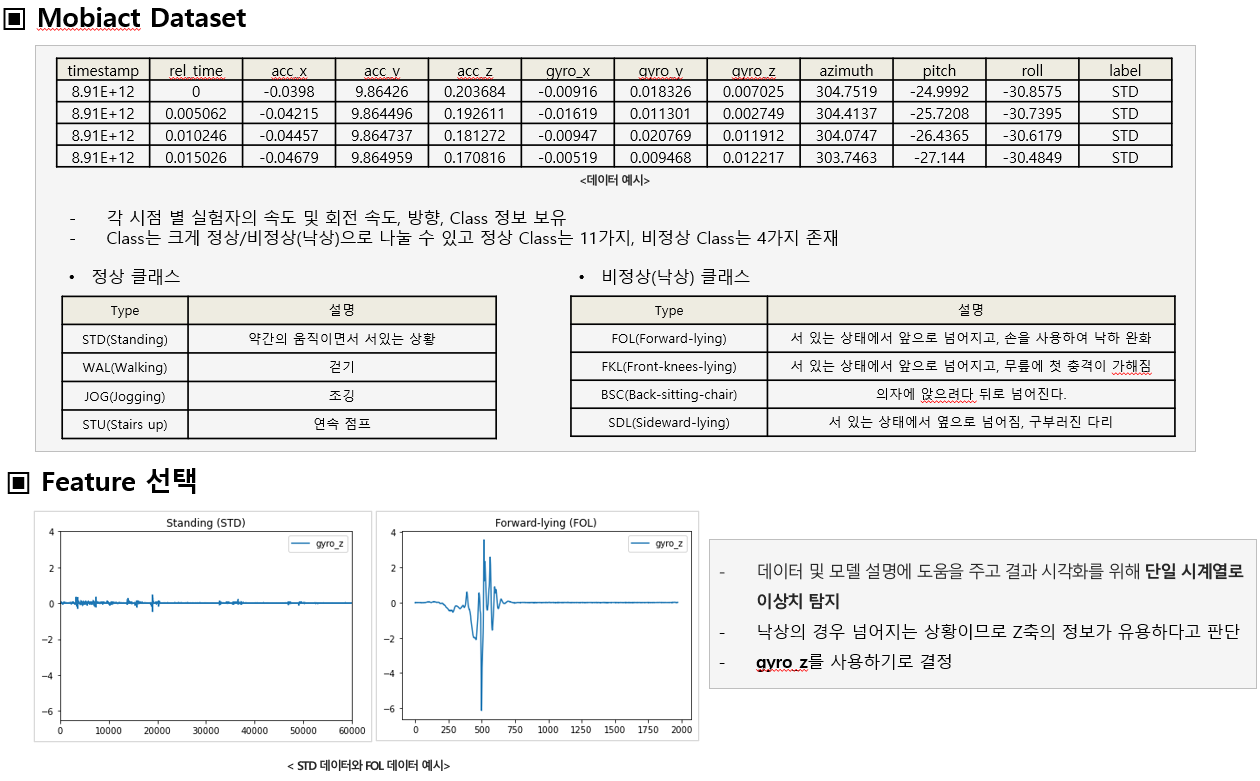 ▣ Mobiact Dataset
timestamp rel_time acc_x acc_y acc_z gyro_x gyro_y gyro_z azimuth pitch roll label
8.91E+12 0 -0.0398 9.86426 0.203684 -0.00916 0.018326 0.007025 304.7519 -24.9992 -30.8575 STD
8.91E+12 0.005062 -0.04215 9.864496 0.192611 -0.01619 0.011301 0.002749 304.4137 -25.7208 -30.7395 STD
8.91E+12 0.010246 -0.04457 9.864737 0.181272 -0.00947 0.020769 0.011912 304.0747 -26.4365 -30.6179 STD
8.91E+12 0.015026 -0.04679 9.864959 0.170816 -0.00519 0.009468 0.012217 303.7463 -27.144 -30.4849 STD
<데이터 예시>
- 각 시점 별 실험자의 속도 및 회전 속도, 방향, Class 정보 보유
- Class는 크게 정상/비정상(낙상)으로 나눌 수 있고 정상 Class는 11가지, 비정상 Class는 4가지 존재
• 정상 클래스
Type 설명
STD(Standing) 약간의 움직이면서 서있는 상황
WAL(Walking) 걷기
JOG(Jogging) 조깅
STU(Stairs up) 연속 점프
• 비정상(낙상) 클래스
Type 설명
FOL(Forward-lying) 서 있는 상태에서 앞으로 넘어지고, 손을 사용하여 낙하 완화
FKL(Front-knees-lying) 서 있는 상태에서 앞으로 넘어지고, 무릎에 첫 충격이 가해짐
BSC(Back-sitting-chair) 의자에 앉으려다 뒤로 넘어진다.
SDL(Sideward-lying) 서 있는 상태에서 옆으로 넘어짐, 구부러진 다리
▣ Feature 선택
Standing (STD)
gyro_z
4
2
0
−2
−4
−6
0 10000 20000 30000 40000 50000 60000
Forward-lying (FOL)
gyro_z
4
2
0
−2
−4
−6
0 250 500 750 1000 1250 1500 1750 2000
< STD 데이터와 FOL 데이터 예시>
- 데이터 및 모델 설명에 도움을 주고 결과 시각화를 위해 단일 시계열로
이상치 탐지
- 낙상의 경우 넘어지는 상황이므로 Z축의 정보가 유용하다고 판단
- gyro_z를 사용하기로 결정